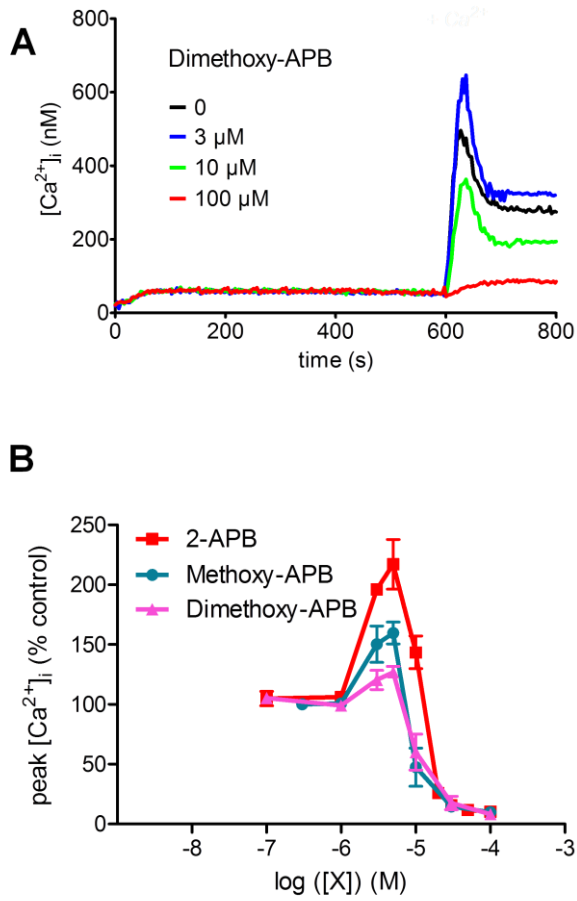 A
+ Ca²⁺
Dimethoxy-APB
0
3 µM
10 µM
100 µM
[Ca²⁺]ᵢ (nM)
800
600
400
200
0
0 200 400 600 800
time (s)
B
2-APB
Methoxy-APB
Dimethoxy-APB
peak [Ca²⁺]ᵢ (% control)
250
200
150
100
50
0
-8 -7 -6 -5 -4 -3
log ([X]) (M)